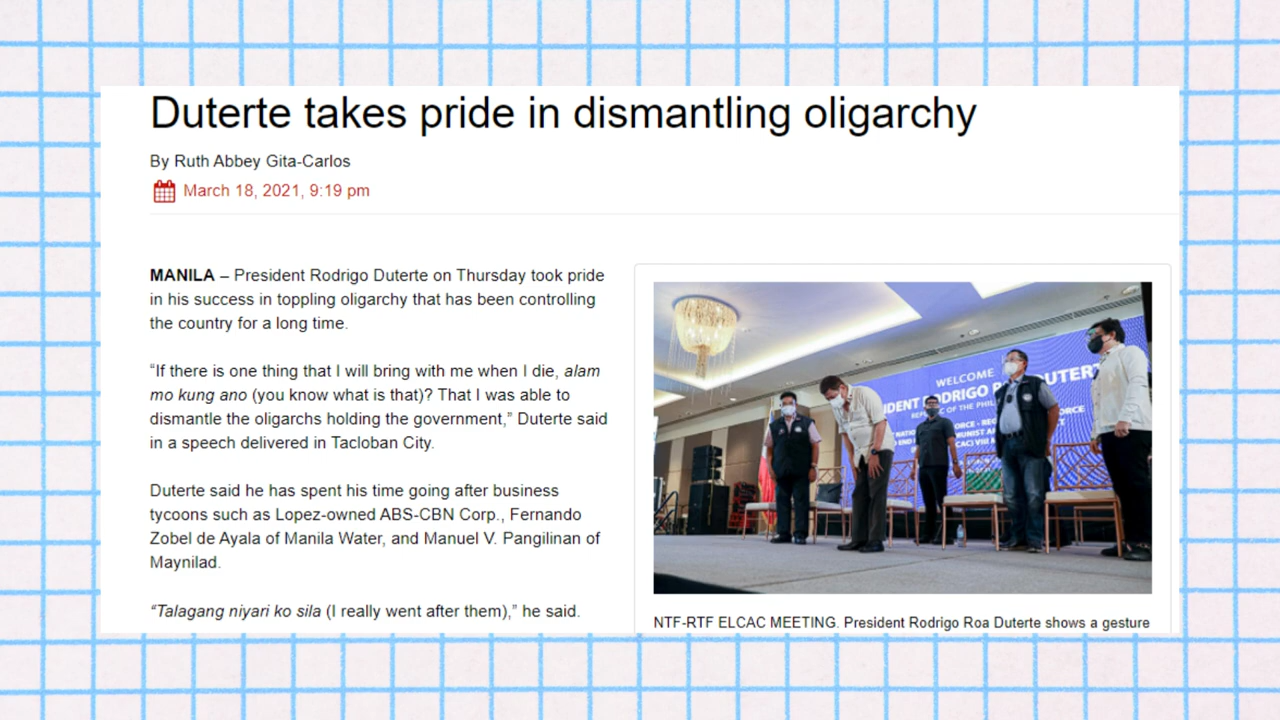 Duterte takes pride in dismantling oligarchy
By Ruth Abbey Gita-Carlos
March 18, 2021, 9:19 pm
MANILA – President Rodrigo Duterte on Thursday took pride
in his success in toppling oligarchy that has been controlling
the country for a long time.
“If there is one thing that I will bring with me when I die, alam
mo kung ano (you know what is that)? That I was able to
dismantle the oligarchs holding the government,” Duterte said
in a speech delivered in Tacloban City.
Duterte said he has spent his time going after business
tycoons such as Lopez-owned ABS-CBN Corp., Fernando
Zobel de Ayala of Manila Water, and Manuel V. Pangilinan of
Maynilad.
“Talagang niyari ko sila (I really went after them),” he said.
WELCOME
NTF-RTF ELCAC MEETING. President Rodrigo Roa Duterte shows a gesture